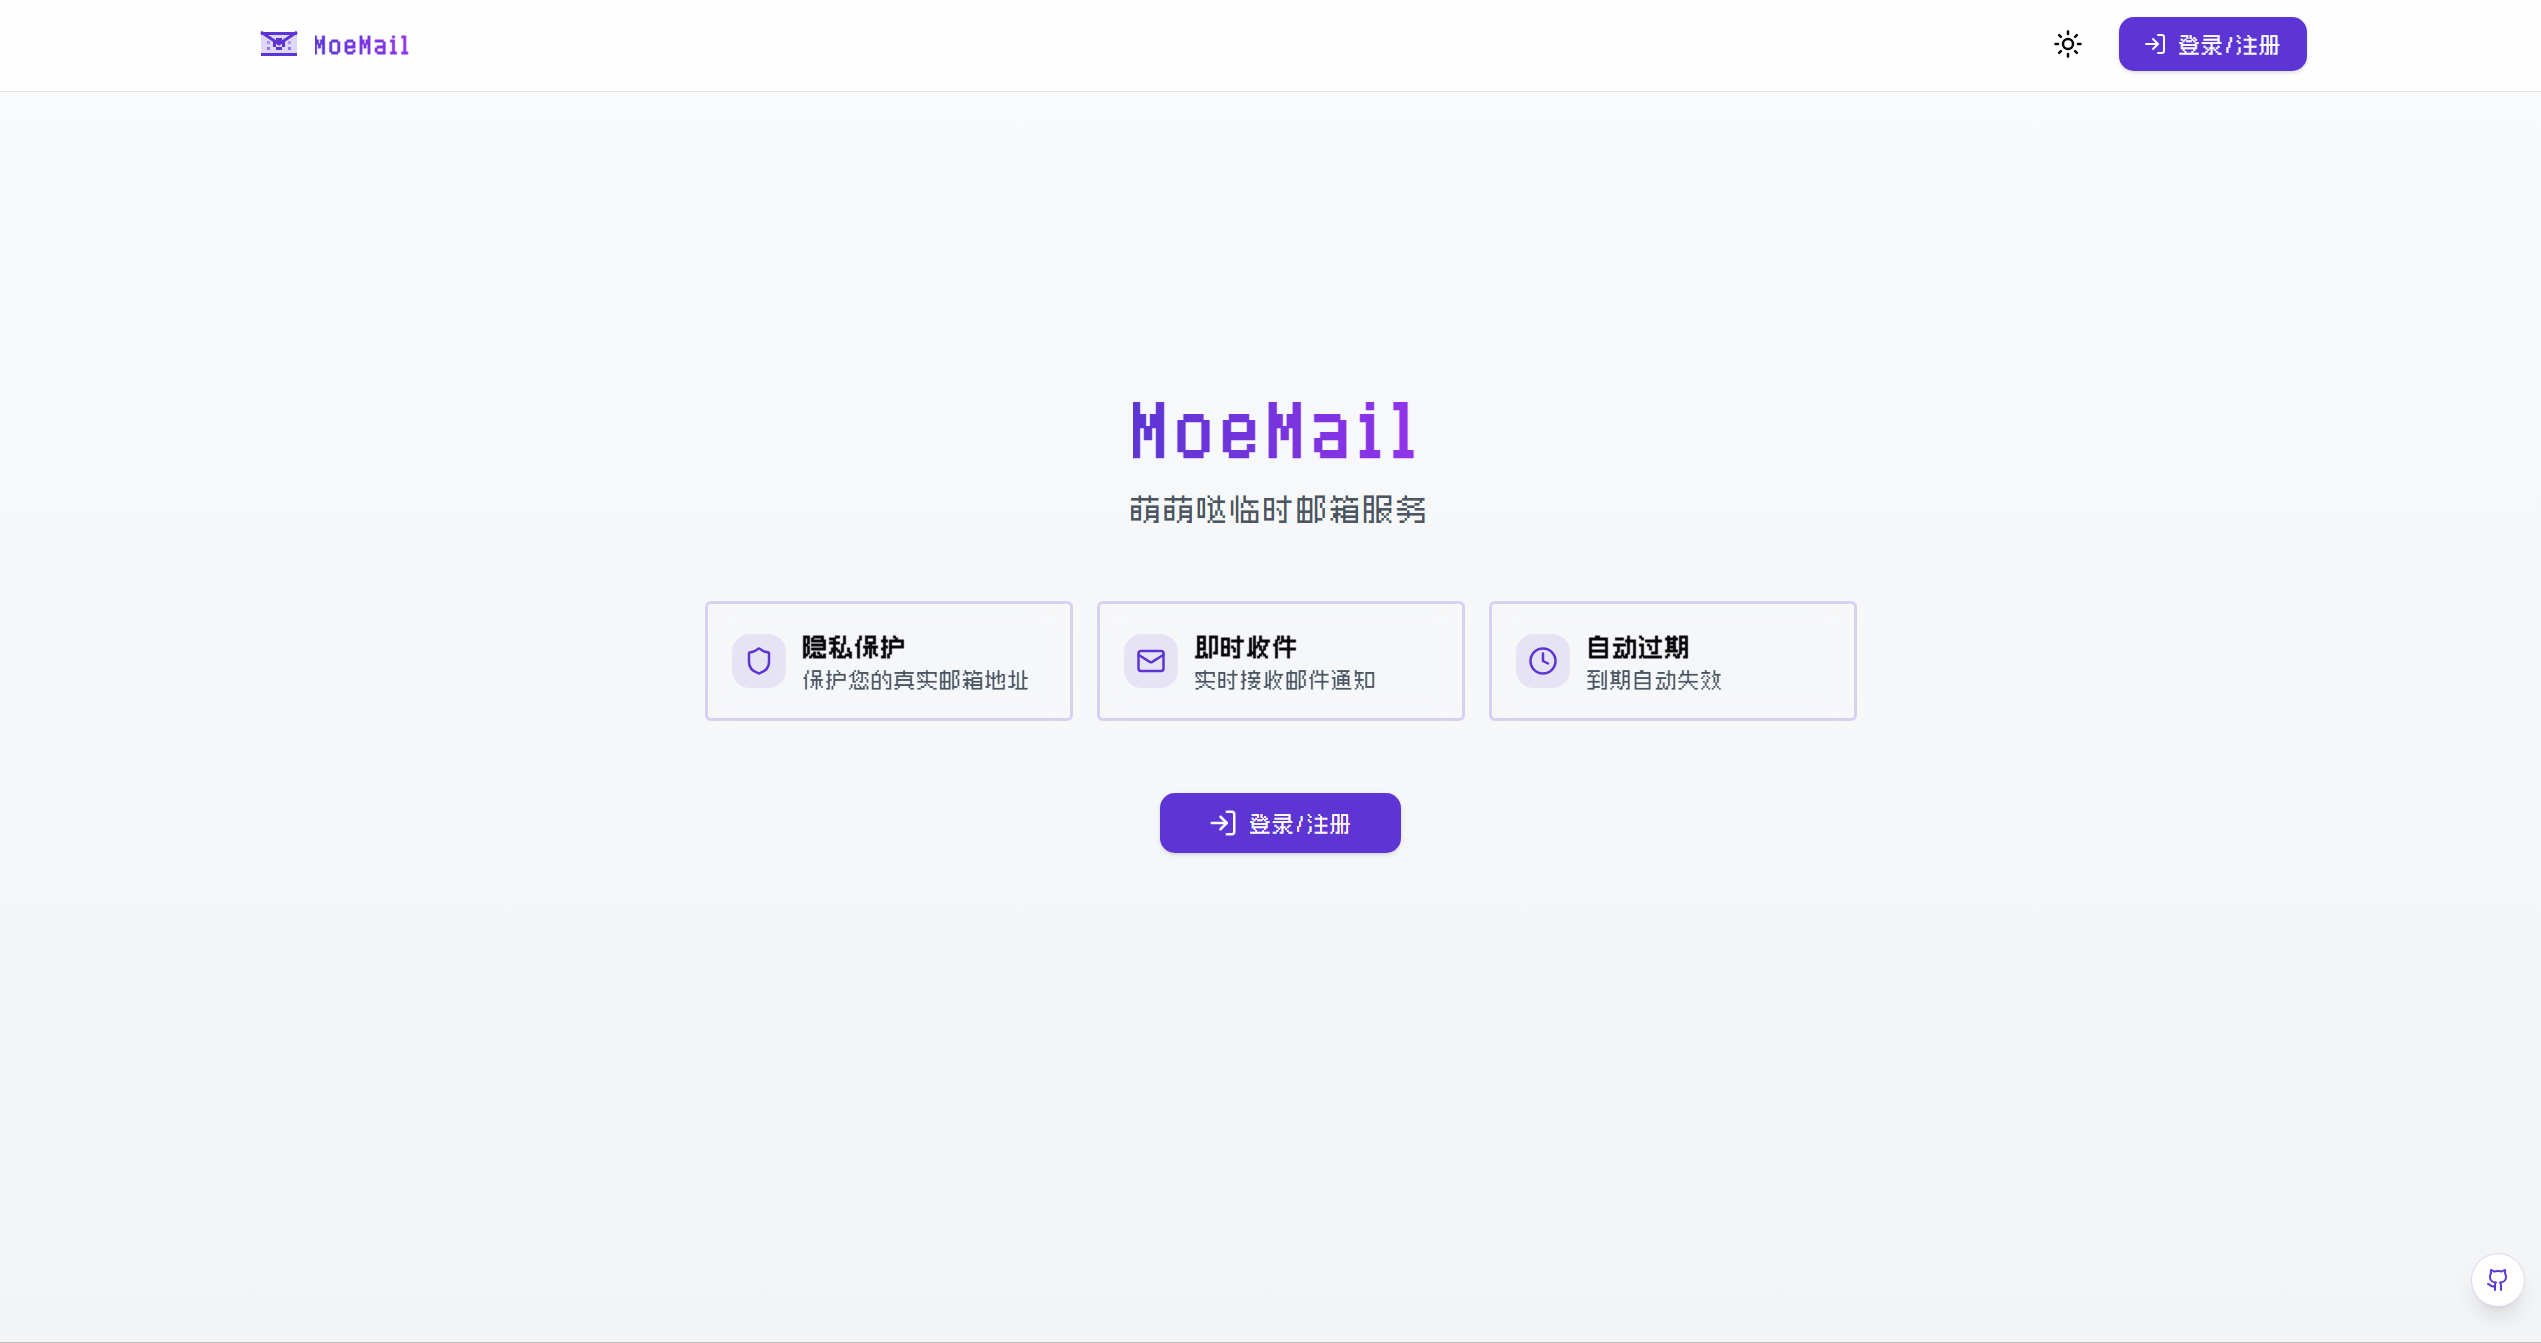 MoeMail
登录/注册
MoeMail
萌萌哒临时邮箱服务
隐私保护
保护您的真实邮箱地址
即时收件
实时接收邮件通知
自动过期
到期自动失效
登录/注册